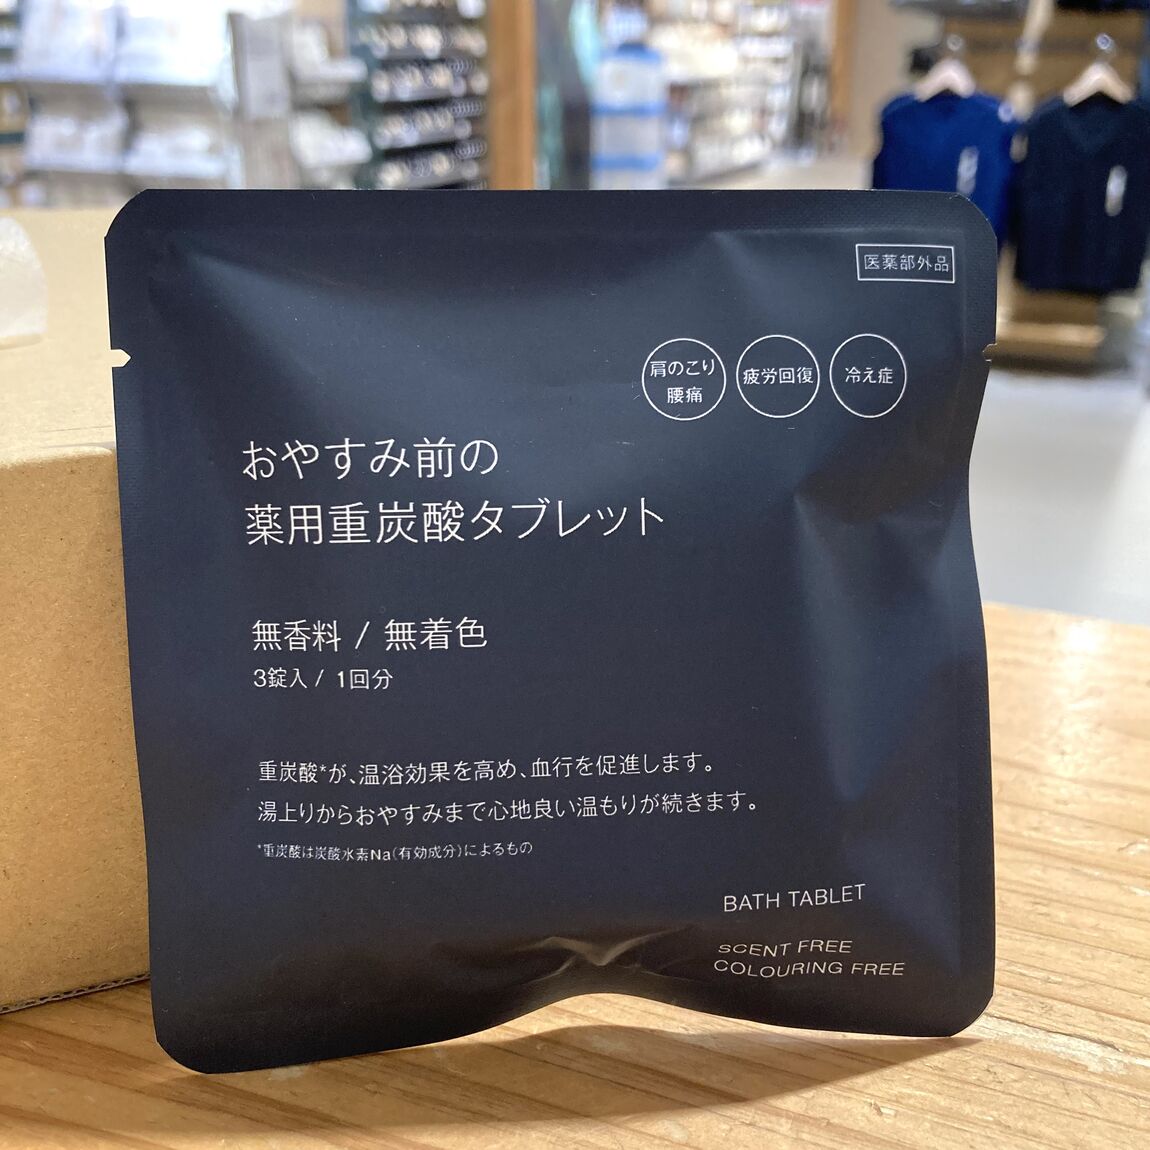 医薬部外品
肩のこり
腰痛
疲労回復
冷え症
おやすみ前の
薬用重炭酸タブレット
無香料 / 無着色
3錠入 / 1回分
重炭酸*が、温浴効果を高め、血行を促進します。
湯上りからおやすみまで心地良い温もりが続きます。
*重炭酸は炭酸水素Na(有効成分)によるもの
BATH TABLET
SCENT FREE
COLOURING FREE